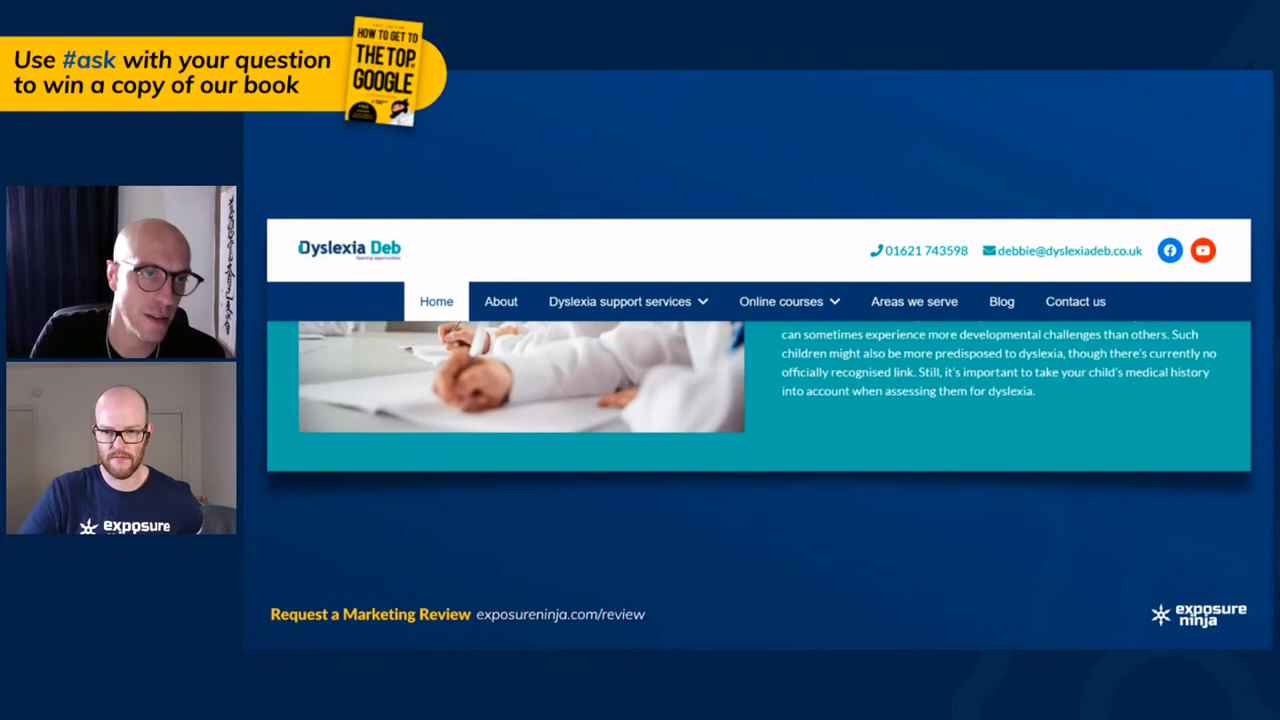 Use #ask with your question
to win a copy of our book
HOW TO GET TO
THE TOP
GOOGLE
Dyslexia Deb
Opening opportunities
01621 743598
debbie@dyslexiadeb.co.uk
Home
About
Dyslexia support services
Online courses
Areas we serve
Blog
Contact us
can sometimes experience more developmental challenges than others. Such
children might also be more predisposed to dyslexia, though there's currently no
officially recognised link. Still, it's important to take your child's medical history
into account when assessing them for dyslexia.
exposure
Request a Marketing Review exposureninja.com/review
exposure
ninja